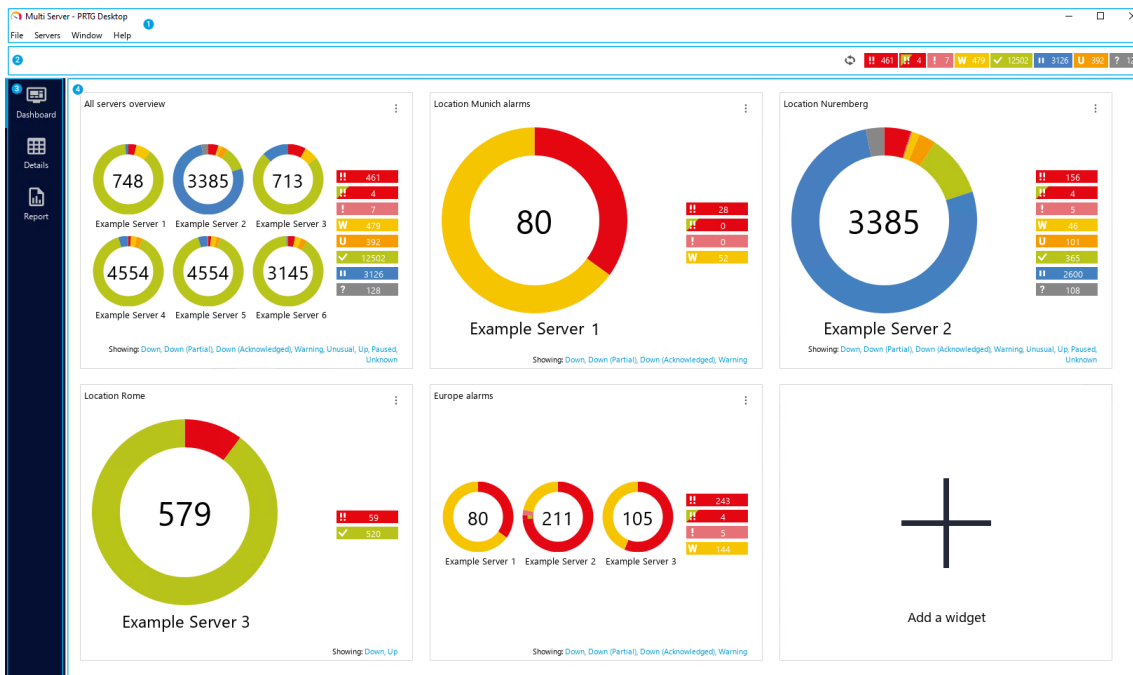 Multi Server - PRTG Desktop
1
File Servers Window Help
2
!! 461 !! 4 ! 7 W 479 12502 3126 U 392 ? 12
3
Dashboard
Details
Report
4
All servers overview
748 3385 713
Example Server 1 Example Server 2 Example Server 3
4554 4554 3145
Example Server 4 Example Server 5 Example Server 6
!! 461
!! 4
! 7
W 479
U 392
12502
3126
? 128
Showing: Down, Down (Partial), Down (Acknowledged), Warning, Unusual, Up, Paused,
Unknown
Location Munich alarms
80
Example Server 1
!! 28
!! 0
! 0
W 52
Showing: Down, Down (Partial), Down (Acknowledged), Warning
Location Nuremberg
3385
Example Server 2
!! 156
!! 4
! 5
W 46
U 101
365
2600
? 108
Showing: Down, Down (Partial), Down (Acknowledged), Warning, Unusual, Up, Paused,
Unknown
Location Rome
579
Example Server 3
!! 59
520
Showing: Down, Up
Europe alarms
80 211 105
Example Server 1 Example Server 2 Example Server 3
!! 243
!! 4
! 5
W 144
Showing: Down, Down (Partial), Down (Acknowledged), Warning
Add a widget